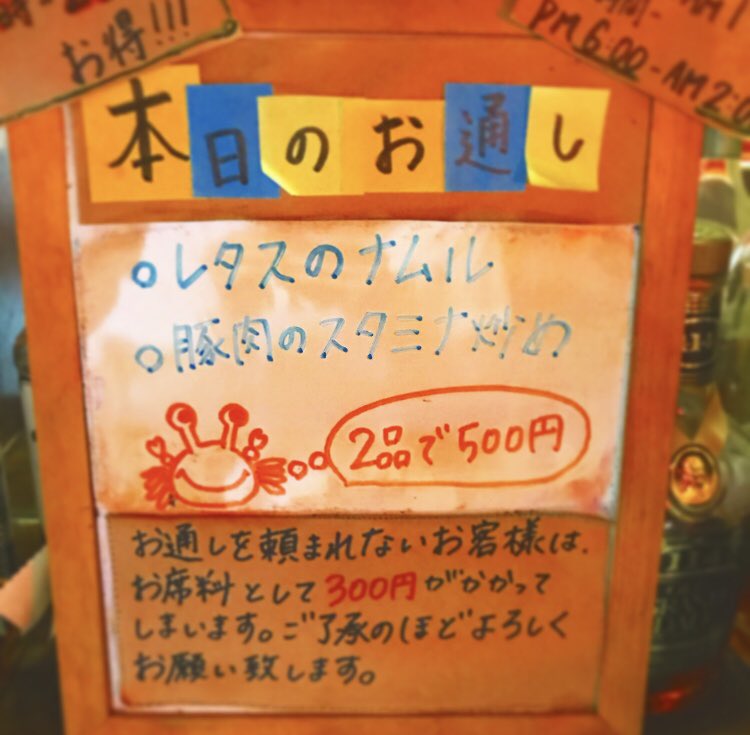 お得!!!
PM6:00-AM2:0
本日のお通し
○レタスのナムル
○豚肉のスタミナ炒め
2品で500円
お通しを頼まれないお客様は、
お席料として300円がかかって
しまいます。ご了承のほどよろしく
お願い致します。